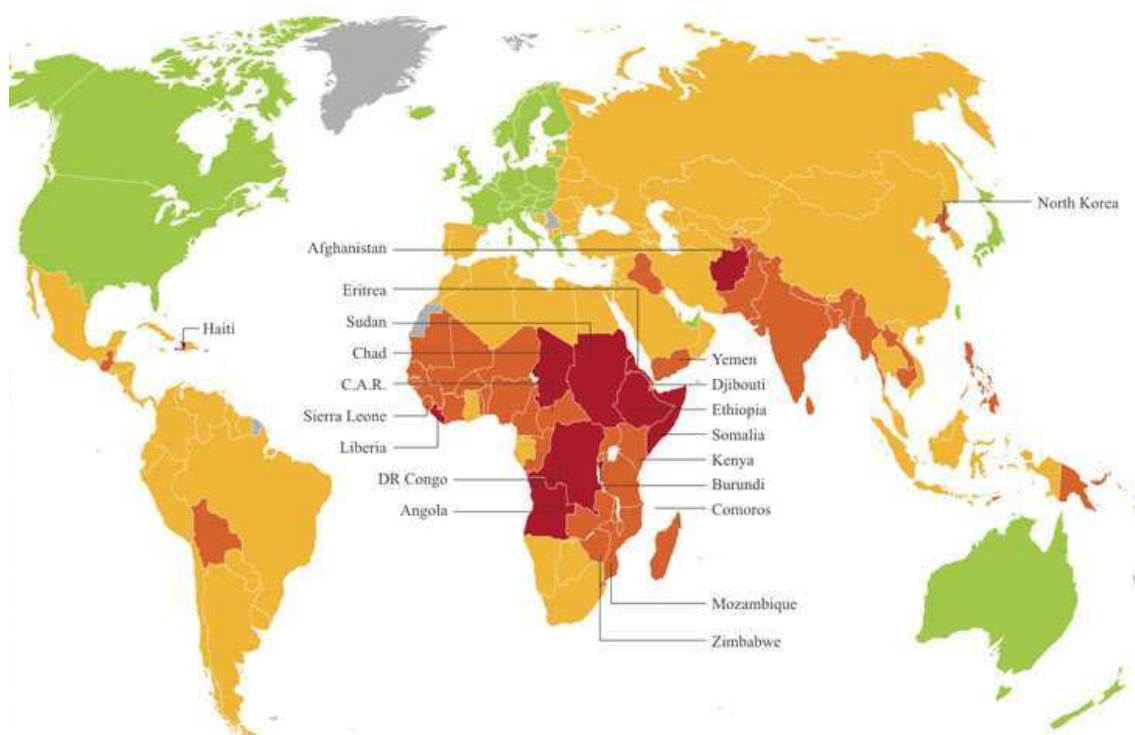 North Korea
Afghanistan
Eritrea
Haiti
Sudan
Chad
Yemen
C.A.R.
Djibouti
Sierra Leone
Ethiopia
Liberia
Somalia
Kenya
DR Congo
Burundi
Angola
Comoros
Mozambique
Zimbabwe